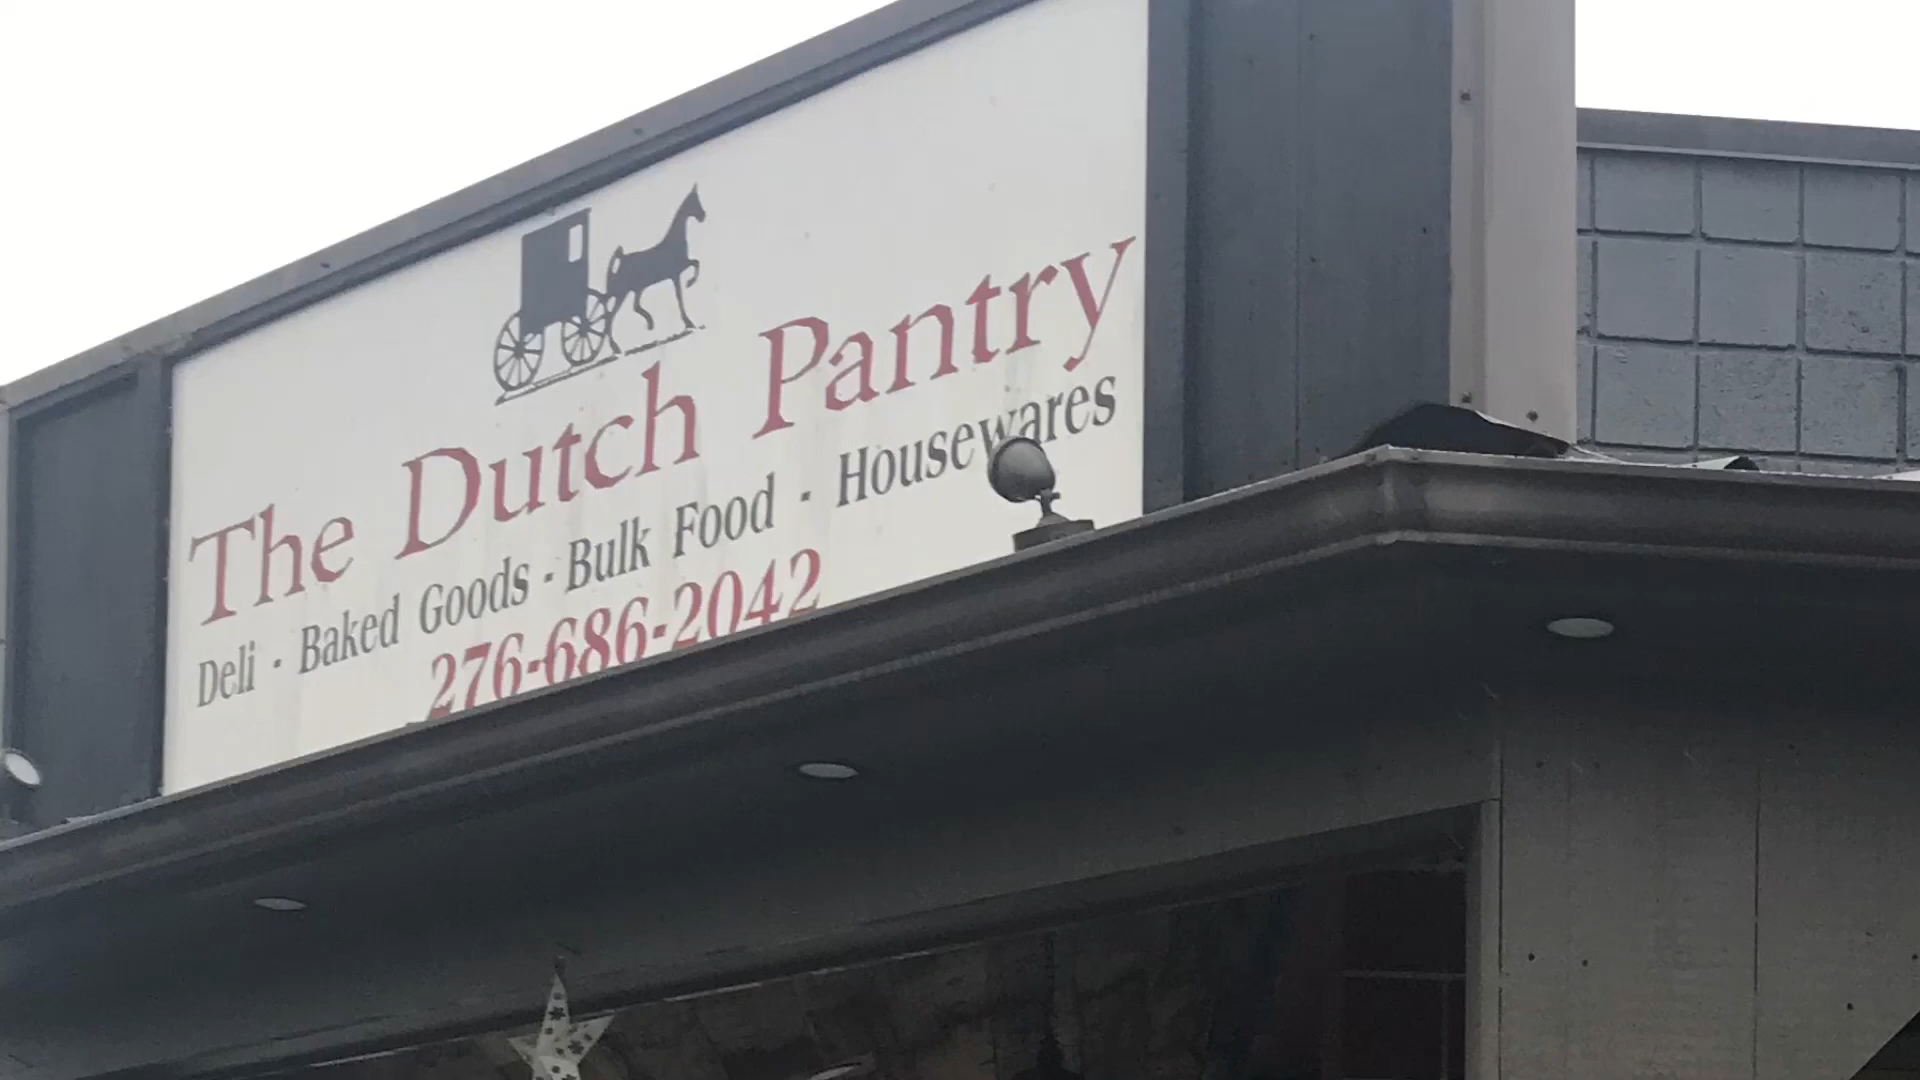 The Dutch Pantry
Deli · Baked Goods · Bulk Food · Housewares
276-686-2042